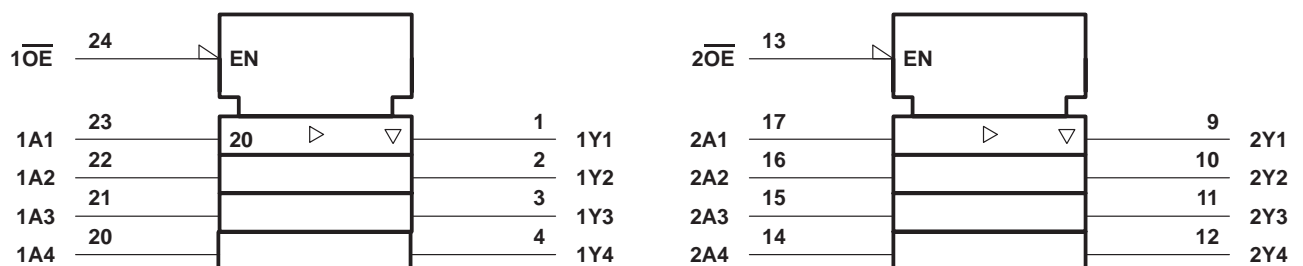 1OE 24 EN
1A1 23 20 1 1Y1
1A2 22 2 1Y2
1A3 21 3 1Y3
1A4 20 4 1Y4
2OE 13 EN
2A1 17 9 2Y1
2A2 16 10 2Y2
2A3 15 11 2Y3
2A4 14 12 2Y4